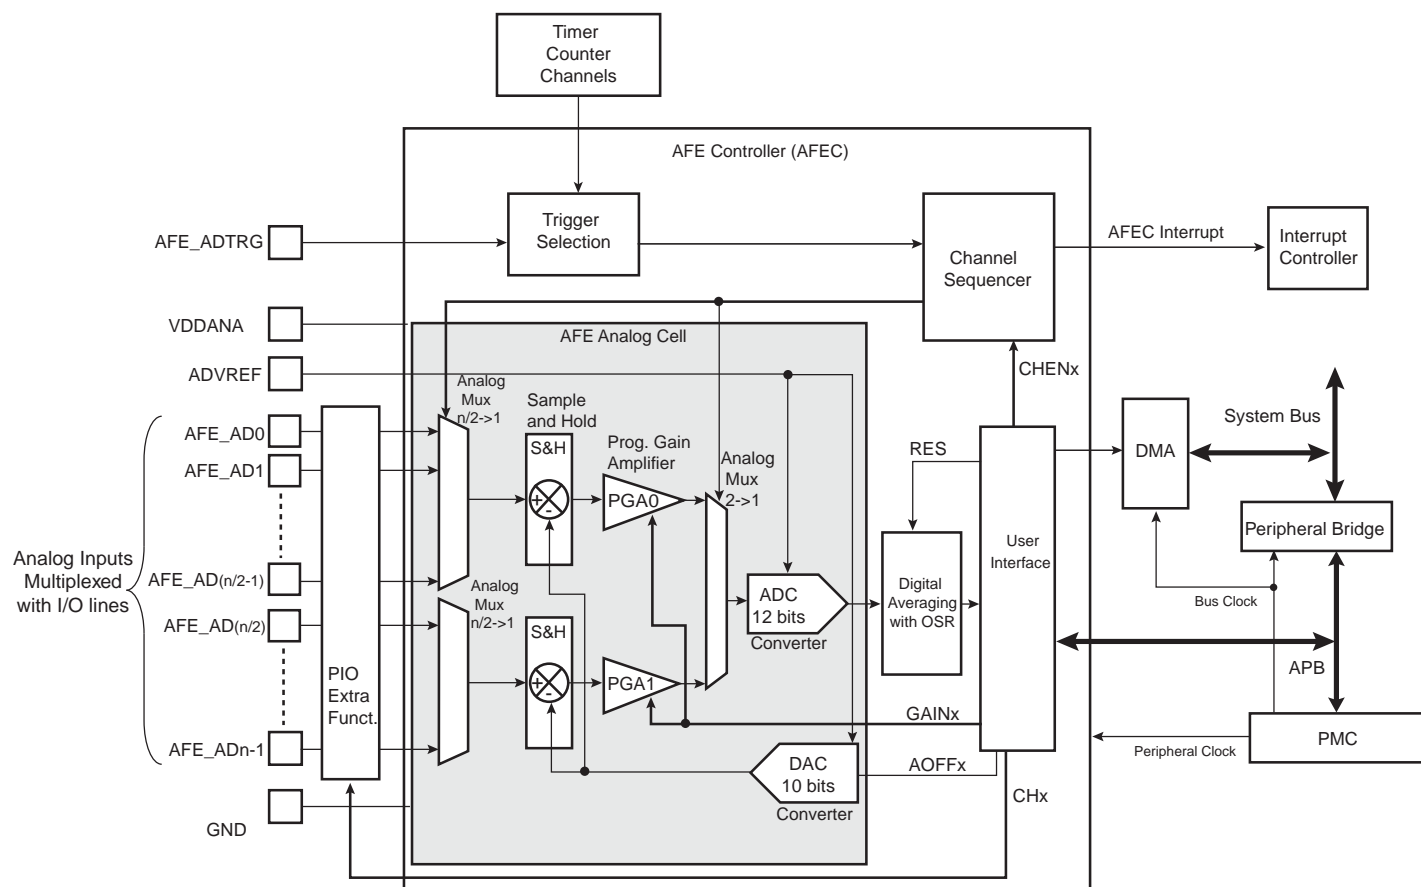 Timer
Counter
Channels
AFE Controller (AFEC)
AFE_ADTRG
Trigger
Selection
Channel
Sequencer
AFEC Interrupt
Interrupt
Controller
VDDANA
AFE Analog Cell
ADVREF
CHENx
Analog
Mux
n/2->1
Sample
and Hold
Prog. Gain
Amplifier
Analog
Mux
2->1
AFE_AD0
AFE_AD1
AFE_AD(n/2-1)
AFE_AD(n/2)
AFE_ADn-1
Analog Inputs
Multiplexed
with I/O lines
PIO
Extra
Funct.
S&H
+
-
PGA0
Analog
Mux
n/2->1
S&H
+
-
PGA1
ADC
12 bits
Converter
RES
Digital
Averaging
with OSR
User
Interface
DMA
System Bus
Peripheral Bridge
Bus Clock
APB
GAINx
Peripheral Clock
PMC
DAC
10 bits
Converter
AOFFx
CHx
GND